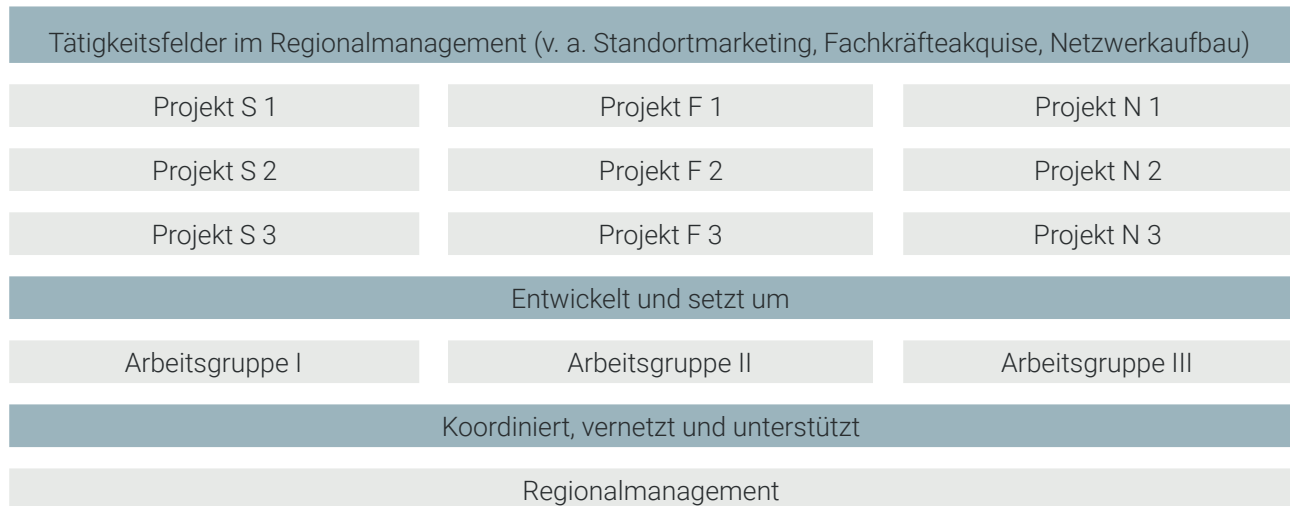 Tätigkeitsfelder im Regionalmanagement (v. a. Standortmarketing, Fachkräfteakquise, Netzwerkaufbau)
Projekt S 1
Projekt F 1
Projekt N 1
Projekt S 2
Projekt F 2
Projekt N 2
Projekt S 3
Projekt F 3
Projekt N 3
Entwickelt und setzt um
Arbeitsgruppe I
Arbeitsgruppe II
Arbeitsgruppe III
Koordiniert, vernetzt und unterstützt
Regionalmanagement